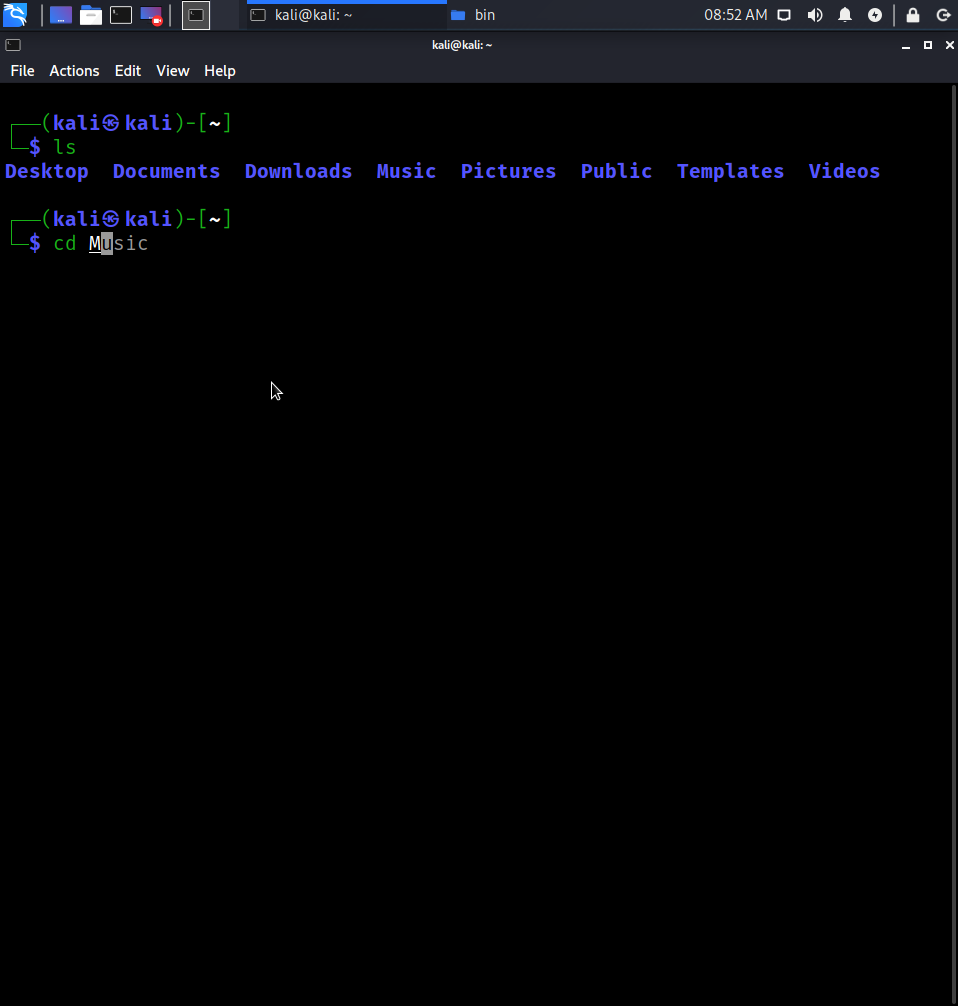 kali@kali: ~
bin
08:52 AM
kali@kali: ~
File Actions Edit View Help
┌──(kali㉿kali)-[~]
└─$ ls
Desktop Documents Downloads Music Pictures Public Templates Videos
┌──(kali㉿kali)-[~]
└─$ cd Music